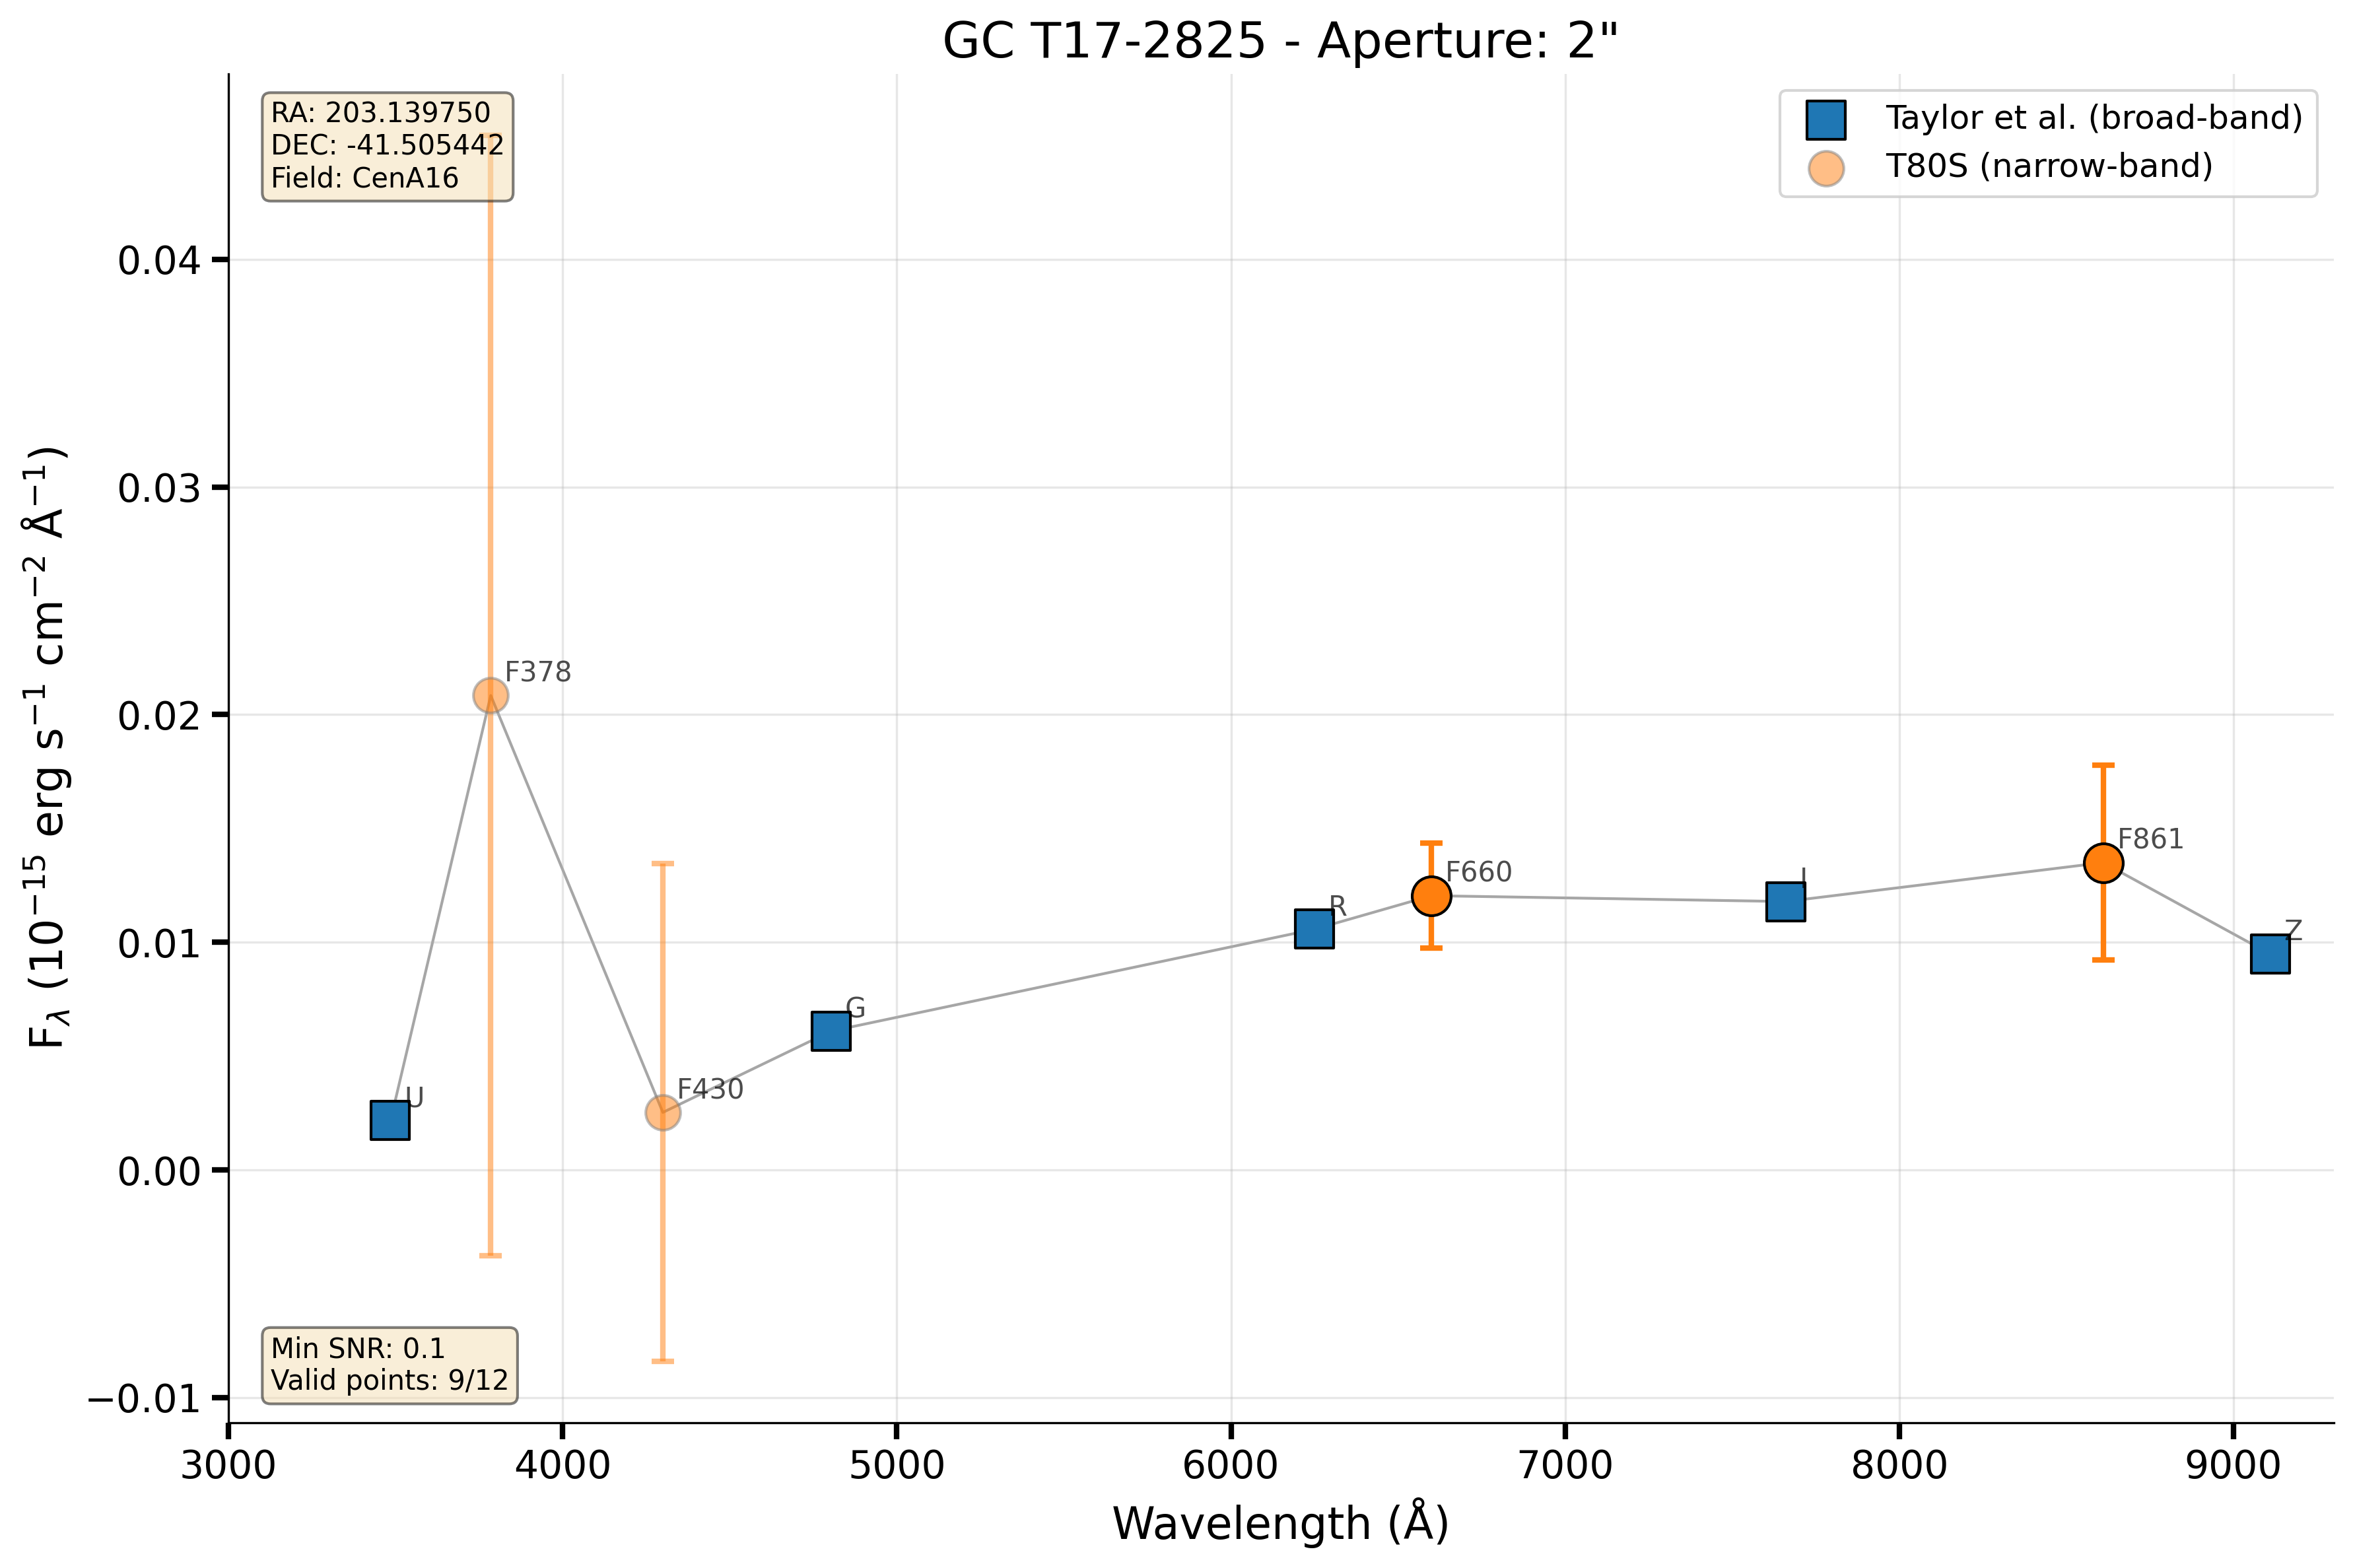 GC T17-2825 - Aperture: 2"
RA: 203.139750
DEC: -41.505442
Field: CenA16
Taylor et al. (broad-band)
T80S (narrow-band)
0.04
0.03
0.02
0.01
0.00
−0.01
F_λ (10⁻¹⁵ erg s⁻¹ cm⁻² Å⁻¹)
U
F378
F430
G
R
F660
I
F861
Z
Min SNR: 0.1
Valid points: 9/12
3000 4000 5000 6000 7000 8000 9000
Wavelength (Å)